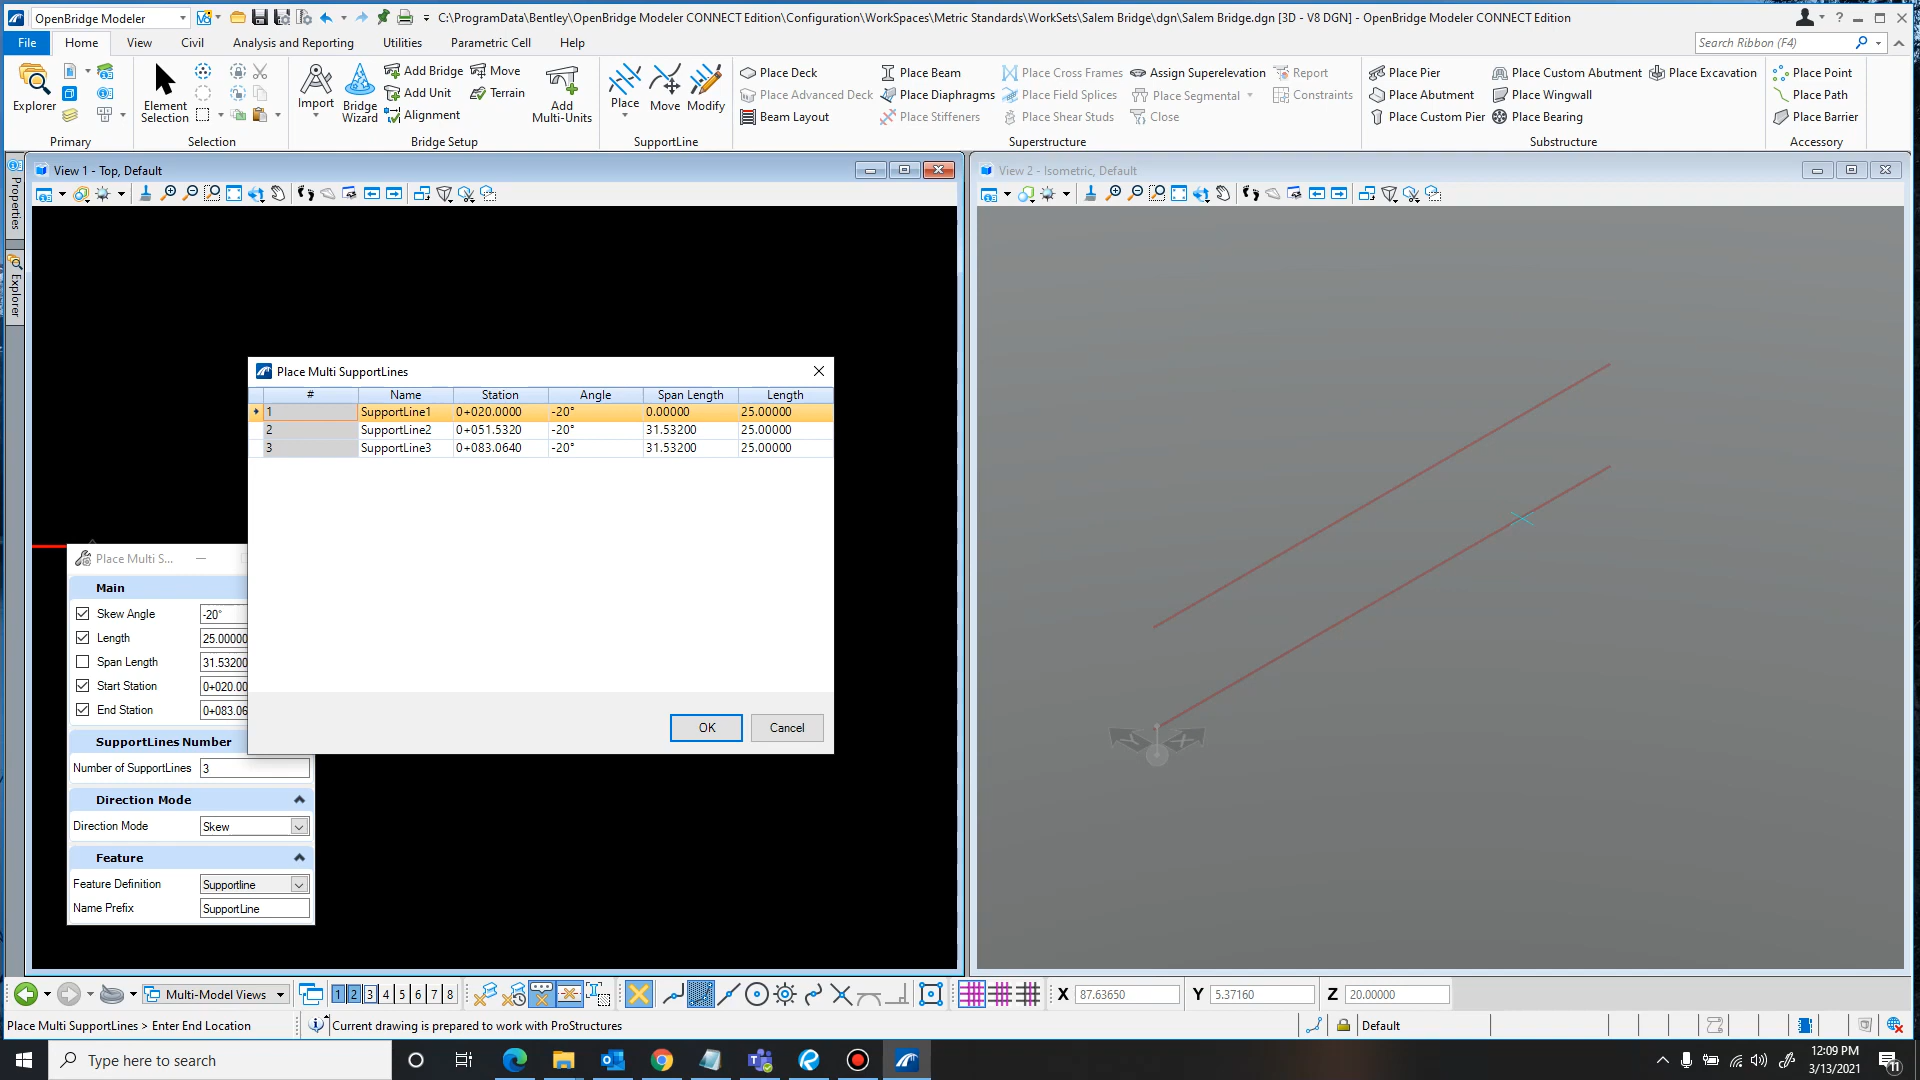 OpenBridge Modeler
C:\ProgramData\Bentley\OpenBridge Modeler CONNECT Edition\Configuration\WorkSpaces\Metric Standards\WorkSets\Salem Bridge\dgn\Salem Bridge.dgn [3D - V8 DGN] - OpenBridge Modeler CONNECT Edition
File Home View Civil Analysis and Reporting Utilities Parametric Cell Help
Search Ribbon (F4)
Explorer
Element Selection
Import
Bridge Wizard
Add Bridge
Add Unit
Alignment
Move
Terrain
Add Multi-Units
Place
Move
Modify
Place Deck
Place Advanced Deck
Beam Layout
Place Beam
Place Diaphragms
Place Stiffeners
Place Cross Frames
Place Field Splices
Place Shear Studs
Assign Superelevation
Place Segmental
Close
Report
Constraints
Place Pier
Place Abutment
Place Custom Pier
Place Custom Abutment
Place Wingwall
Place Bearing
Place Excavation
Place Point
Place Path
Place Barrier
Primary Selection Bridge Setup SupportLine Superstructure Substructure Accessory
Properties
Explorer
View 1 - Top, Default
View 2 - Isometric, Default
Place Multi SupportLines
# Name Station Angle Span Length Length
1 SupportLine1 0+020.0000 -20° 0.00000 25.00000
2 SupportLine2 0+051.5320 -20° 31.53200 25.00000
3 SupportLine3 0+083.0640 -20° 31.53200 25.00000
OK Cancel
Place Multi S...
Main
Skew Angle -20°
Length 25.00000
Span Length 31.53200
Start Station 0+020.00
End Station 0+083.06
SupportLines Number
Number of SupportLines 3
Direction Mode
Direction Mode Skew
Feature
Feature Definition Supportline
Name Prefix SupportLine
Y X
Multi-Model Views 1 2 3 4 5 6 7 8
X 87.63650 Y 5.37160 Z 20.00000
Place Multi SupportLines > Enter End Location
Current drawing is prepared to work with ProStructures
Default
Type here to search
12:09 PM
3/13/2021
11